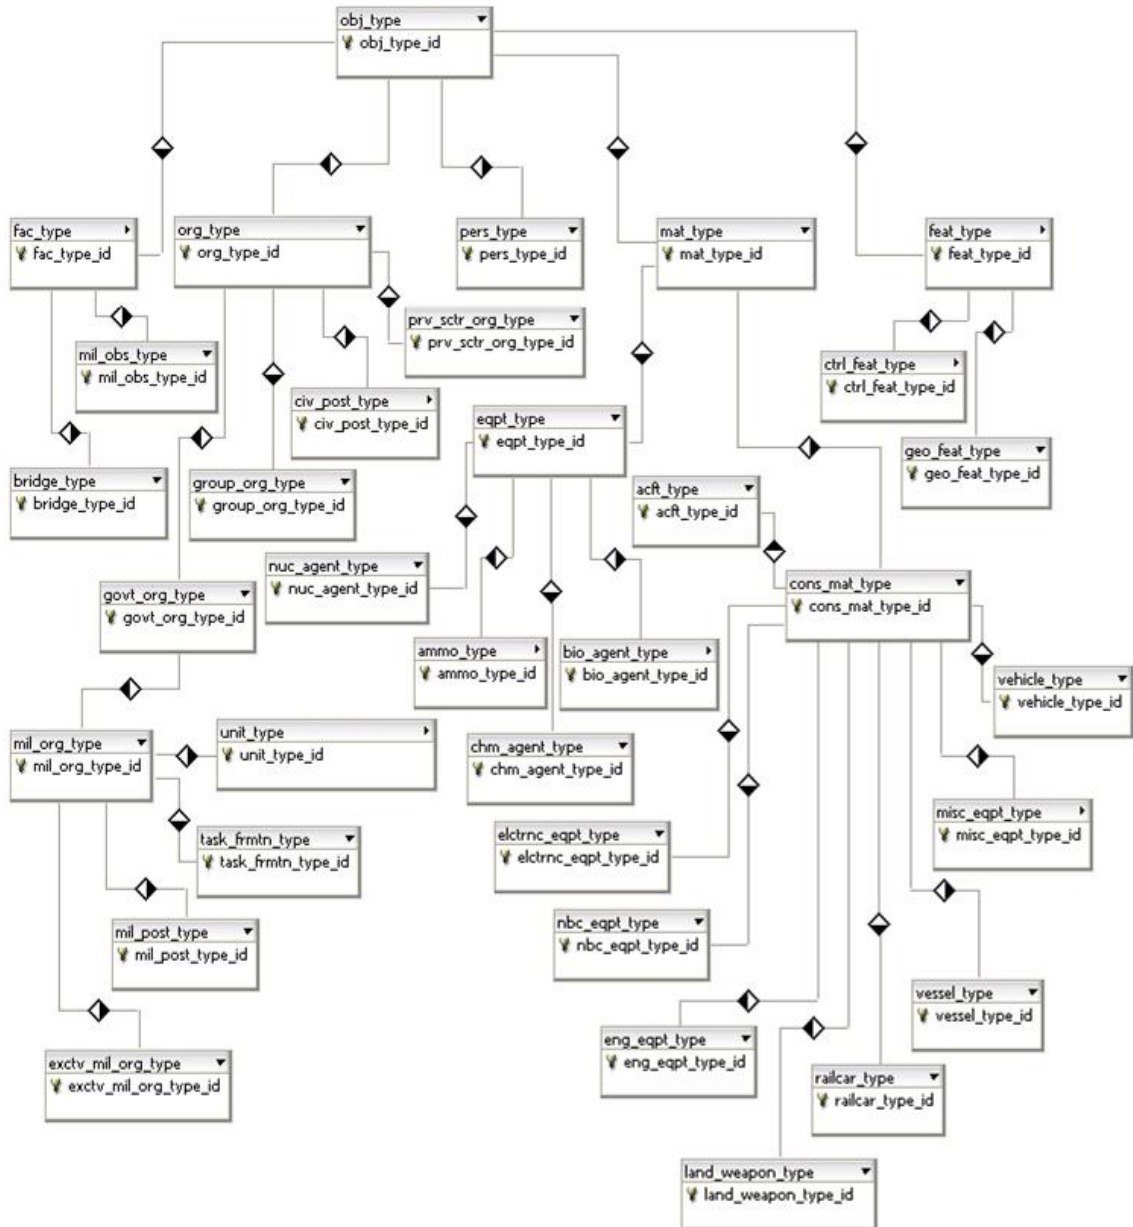 obj_type
obj_type_id
fac_type
fac_type_id
org_type
org_type_id
pers_type
pers_type_id
mat_type
mat_type_id
feat_type
feat_type_id
mil_obs_type
mil_obs_type_id
prv_sctr_org_type
prv_sctr_org_type_id
ctrl_feat_type
ctrl_feat_type_id
civ_post_type
civ_post_type_id
eqpt_type
eqpt_type_id
geo_feat_type
geo_feat_type_id
bridge_type
bridge_type_id
group_org_type
group_org_type_id
acft_type
acft_type_id
nuc_agent_type
nuc_agent_type_id
cons_mat_type
cons_mat_type_id
govt_org_type
govt_org_type_id
ammo_type
ammo_type_id
bio_agent_type
bio_agent_type_id
vehicle_type
vehicle_type_id
mil_org_type
mil_org_type_id
unit_type
unit_type_id
chm_agent_type
chm_agent_type_id
misc_eqpt_type
misc_eqpt_type_id
task_frmtn_type
task_frmtn_type_id
elctrnc_eqpt_type
elctrnc_eqpt_type_id
mil_post_type
mil_post_type_id
nbc_eqpt_type
nbc_eqpt_type_id
vessel_type
vessel_type_id
exctv_mil_org_type
exctv_mil_org_type_id
eng_eqpt_type
eng_eqpt_type_id
railcar_type
railcar_type_id
land_weapon_type
land_weapon_type_id